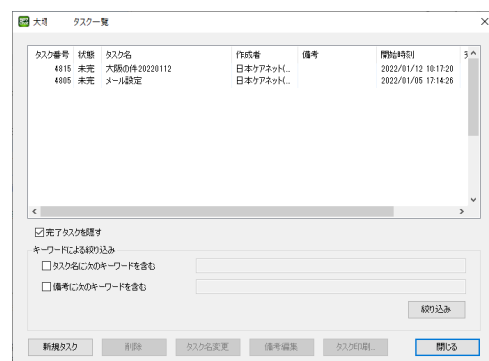 大塚 タスク一覧
タスク番号 状態 タスク名 作成者 備考 開始時刻
4815 未完 大阪の件20220112 日本ケアネット(... 2022/01/12 10:17:20
4805 未完 メール設定 日本ケアネット(... 2022/01/05 17:14:26
完了タスクを隠す
キーワードによる絞り込み
タスク名に次のキーワードを含む
備考に次のキーワードを含む
絞り込み
新規タスク 削除 タスク名変更 備考編集 タスク印刷... 閉じる